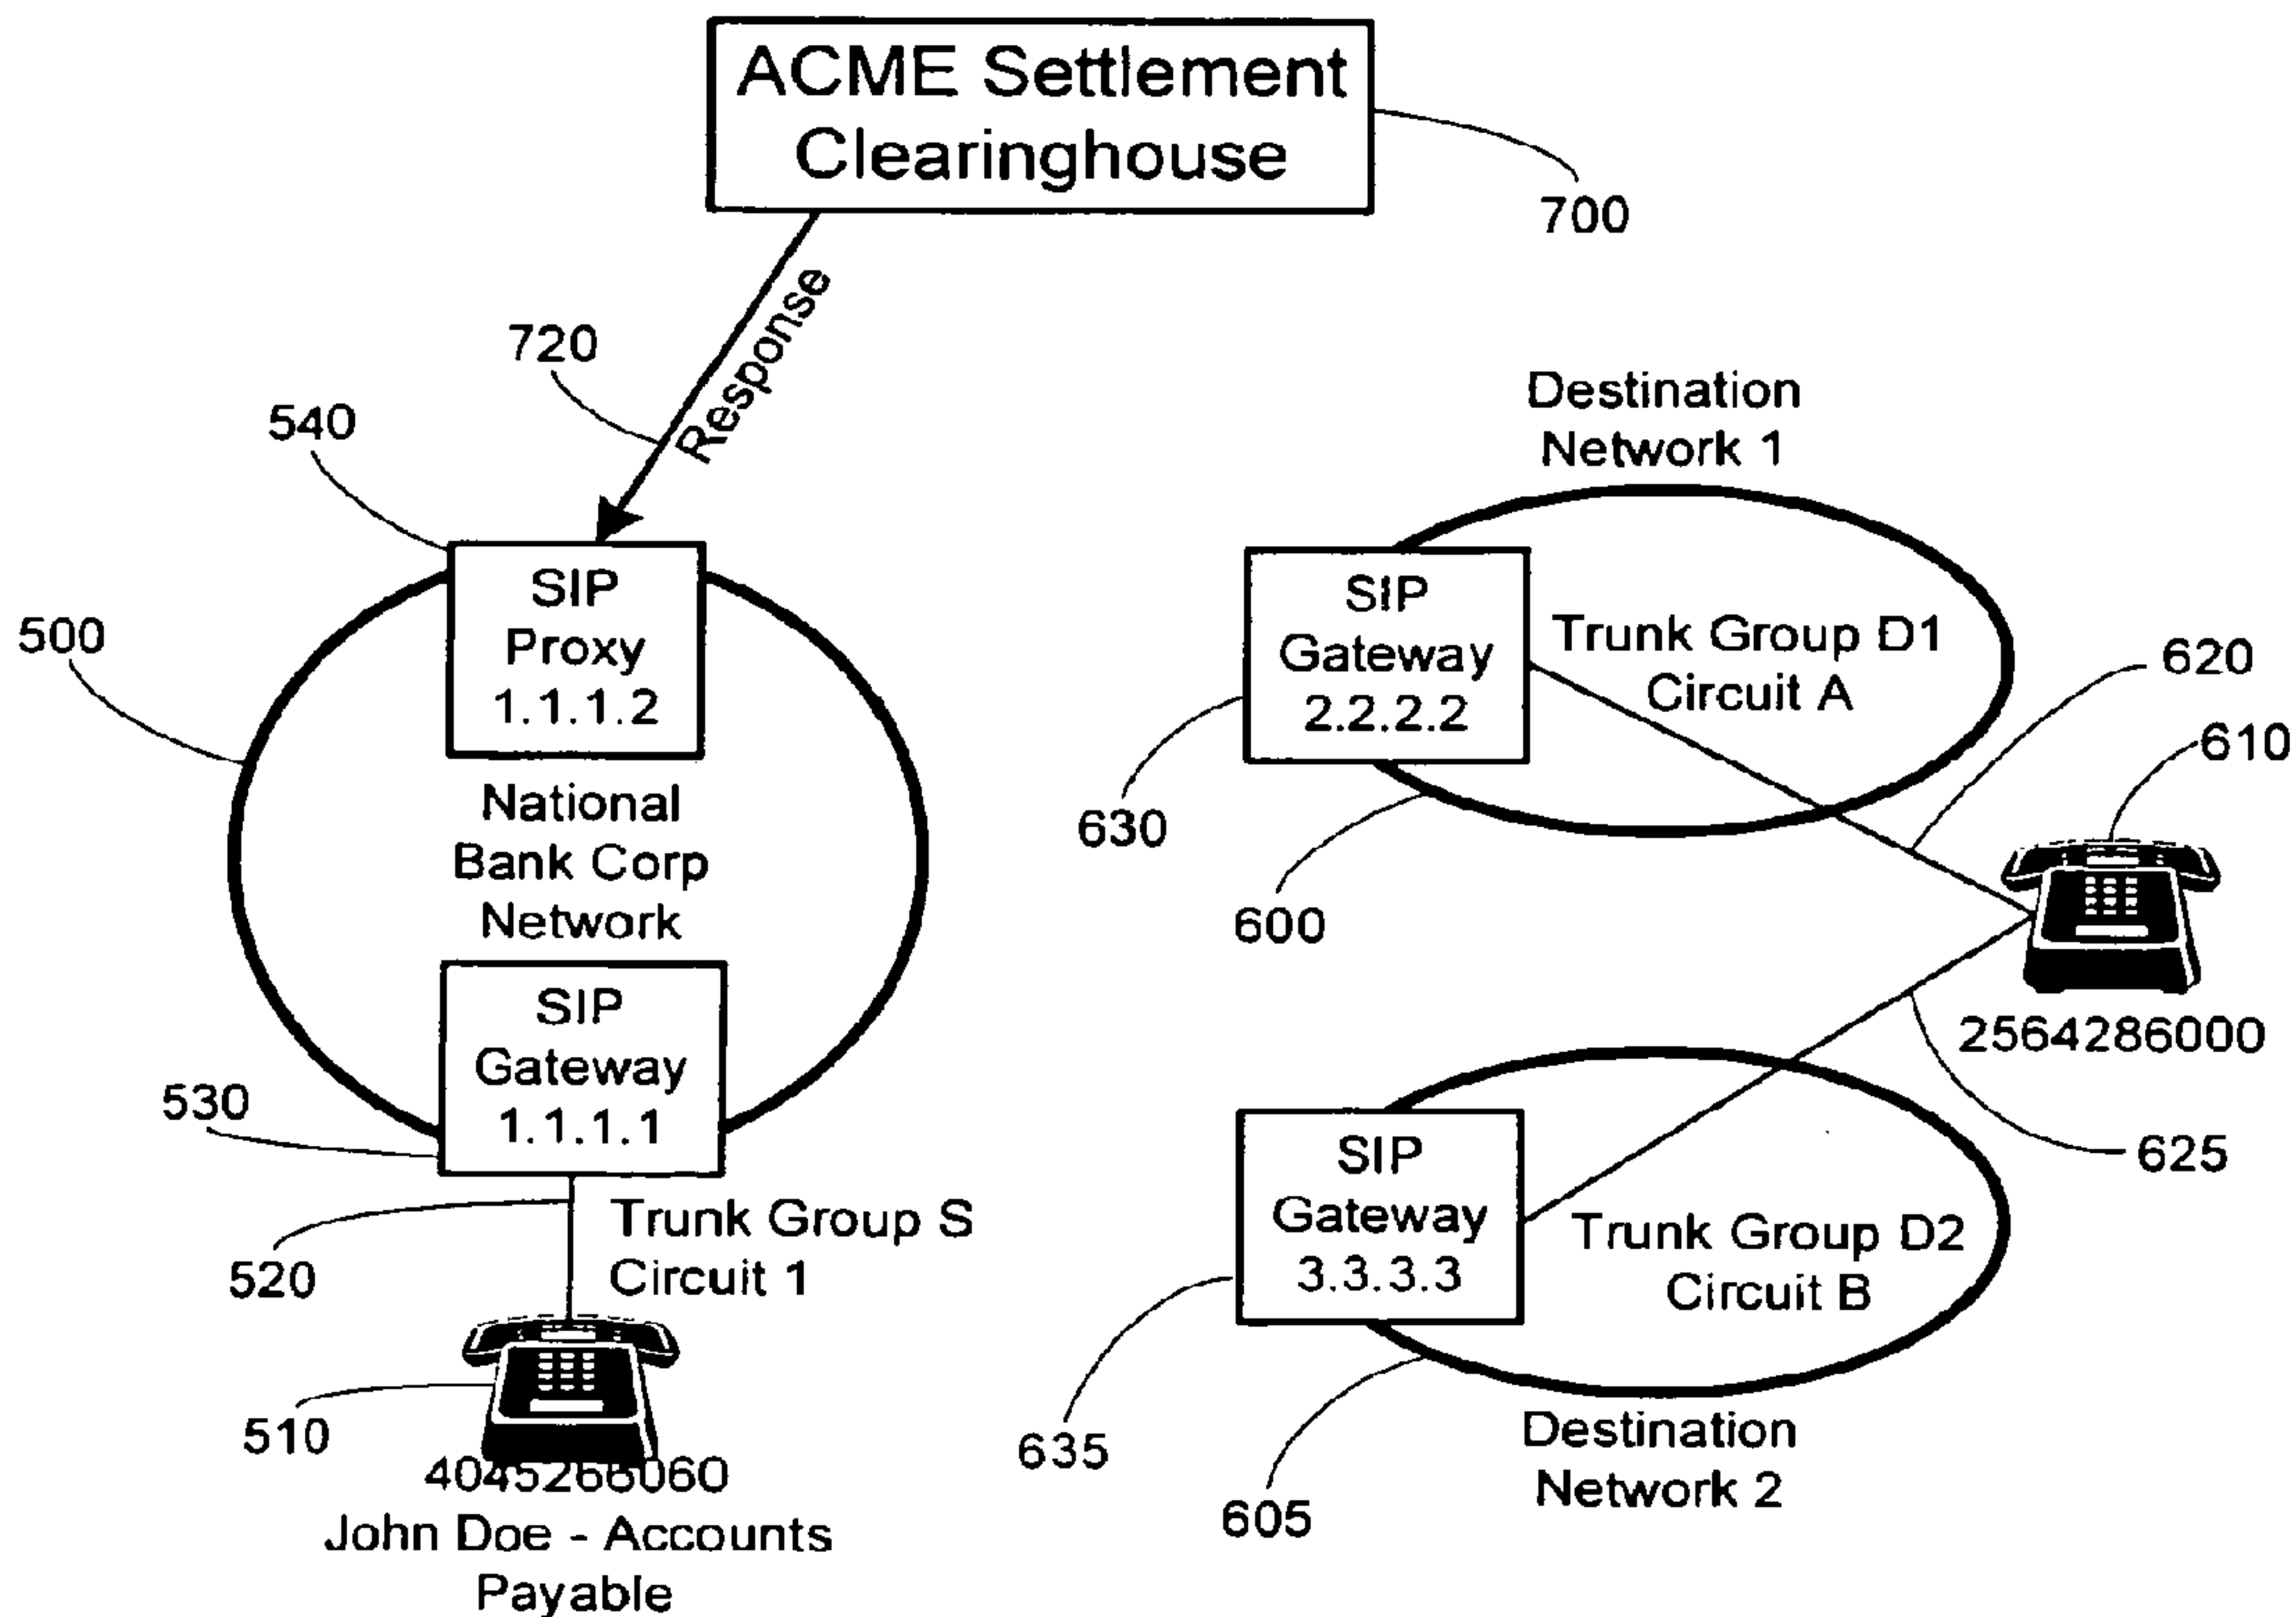 ACME Settlement
Clearinghouse
700
720
Response
540
SIP
Proxy
1.1.1.2
500
National
Bank Corp
Network
SIP
Gateway
1.1.1.1
530
520
Trunk Group S
Circuit 1
510
4045266060
John Doe - Accounts
Payable
Destination
Network 1
SIP
Gateway
2.2.2.2
Trunk Group D1
Circuit A
620
610
630
600
2564286000
625
SIP
Gateway
3.3.3.3
Trunk Group D2
Circuit B
635
605
Destination
Network 2